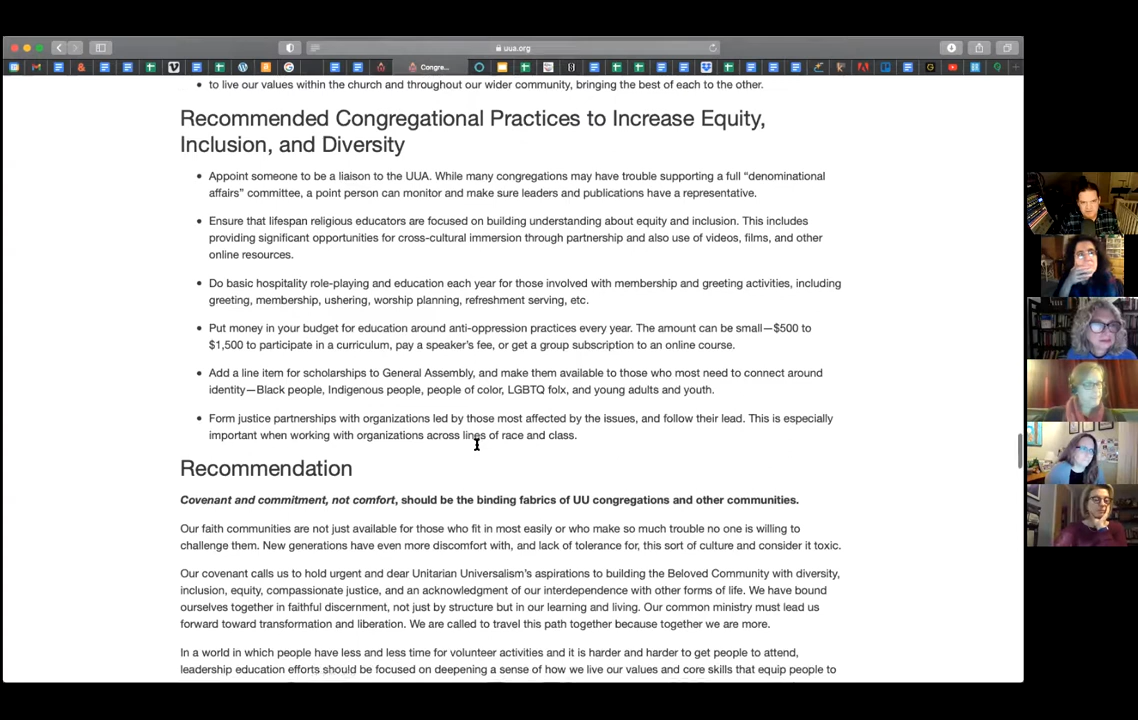 uua.org
Congre...
to live our values within the church and throughout our wider community, bringing the best of each to the other.
Recommended Congregational Practices to Increase Equity,
Inclusion, and Diversity
Appoint someone to be a liaison to the UUA. While many congregations may have trouble supporting a full “denominational
affairs” committee, a point person can monitor and make sure leaders and publications have a representative.
Ensure that lifespan religious educators are focused on building understanding about equity and inclusion. This includes
providing significant opportunities for cross-cultural immersion through partnership and also use of videos, films, and other
online resources.
Do basic hospitality role-playing and education each year for those involved with membership and greeting activities, including
greeting, membership, ushering, worship planning, refreshment serving, etc.
Put money in your budget for education around anti-oppression practices every year. The amount can be small—$500 to
$1,500 to participate in a curriculum, pay a speaker’s fee, or get a group subscription to an online course.
Add a line item for scholarships to General Assembly, and make them available to those who most need to connect around
identity—Black people, Indigenous people, people of color, LGBTQ folx, and young adults and youth.
Form justice partnerships with organizations led by those most affected by the issues, and follow their lead. This is especially
important when working with organizations across lines of race and class.
Recommendation
Covenant and commitment, not comfort, should be the binding fabrics of UU congregations and other communities.
Our faith communities are not just available for those who fit in most easily or who make so much trouble no one is willing to
challenge them. New generations have even more discomfort with, and lack of tolerance for, this sort of culture and consider it toxic.
Our covenant calls us to hold urgent and dear Unitarian Universalism’s aspirations to building the Beloved Community with diversity,
inclusion, equity, compassionate justice, and an acknowledgment of our interdependence with other forms of life. We have bound
ourselves together in faithful discernment, not just by structure but in our learning and living. Our common ministry must lead us
forward toward transformation and liberation. We are called to travel this path together because together we are more.
In a world in which people have less and less time for volunteer activities and it is harder and harder to get people to attend,
leadership education efforts should be focused on deepening a sense of how we live our values and core skills that equip people to